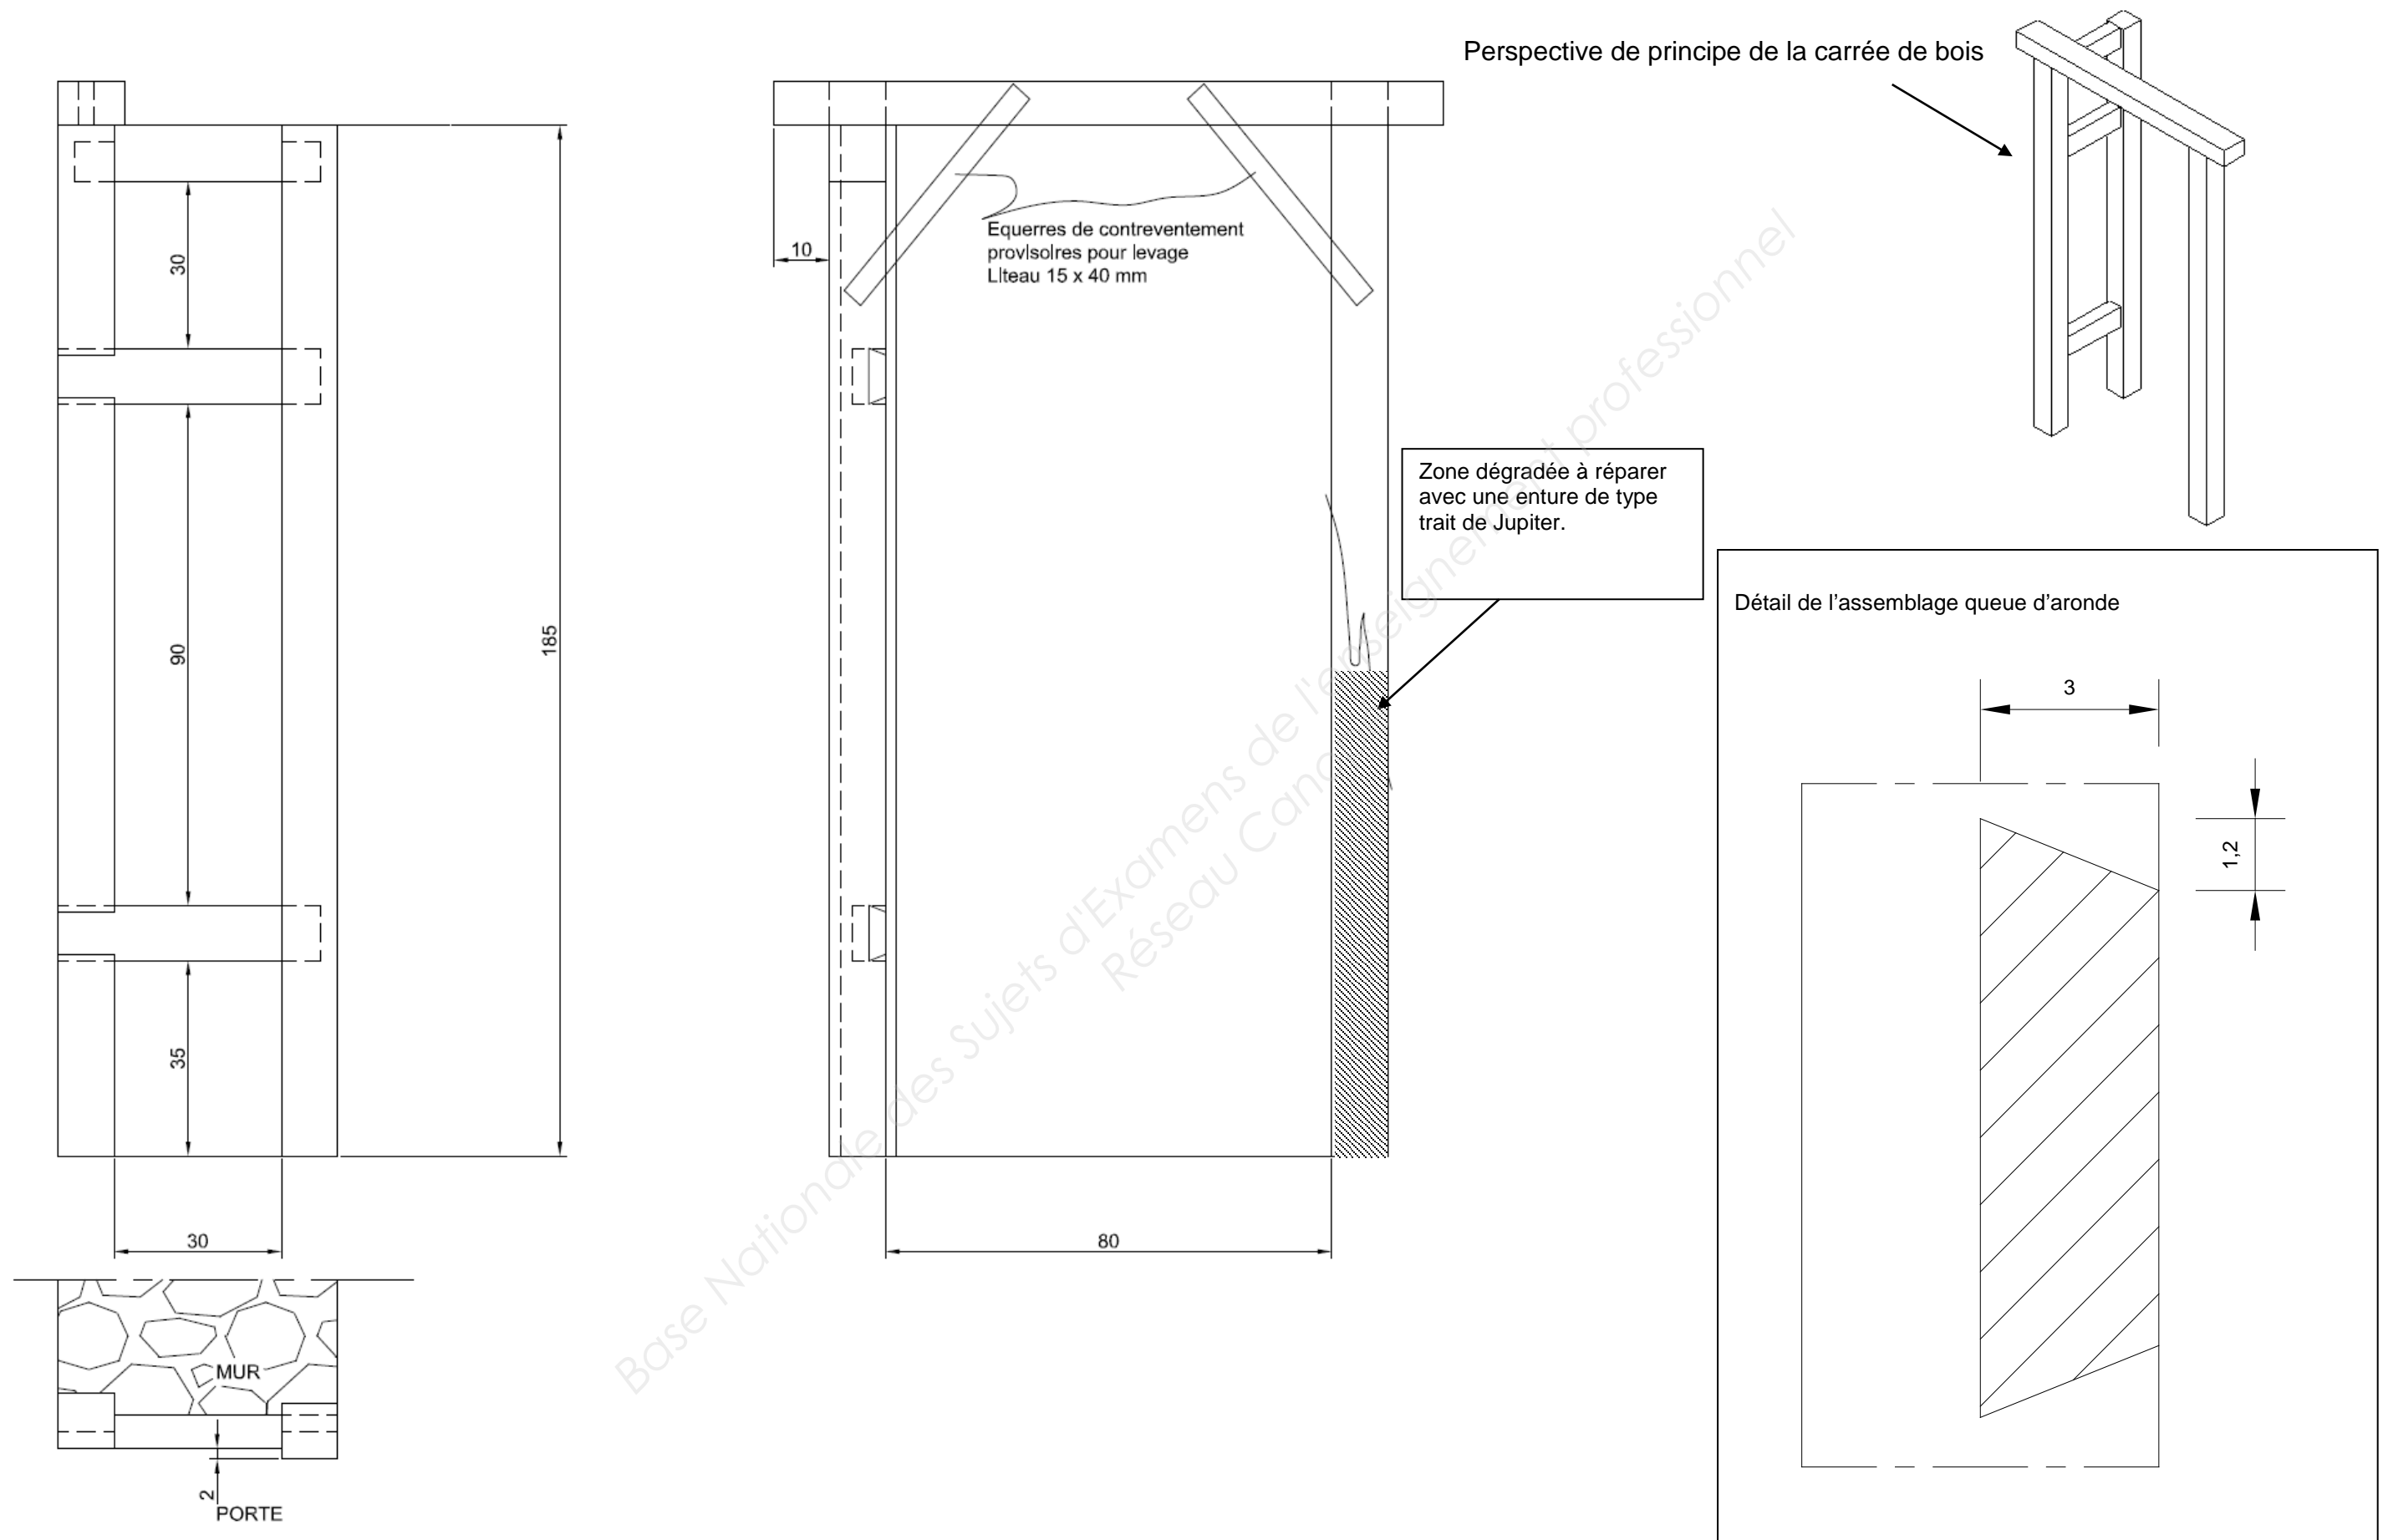 Perspective de principe de la carrée de bois
Equerres de contreventement
provisoires pour levage
Liteau 15 x 40 mm
10
30
90
35
185
Zone dégradée à réparer
avec une enture de type
trait de Jupiter.
Détail de l'assemblage queue d'aronde
3
1,2
30
80
MUR
2
PORTE
Base Nationale des Sujets d'Examens de l'enseignement professionnel